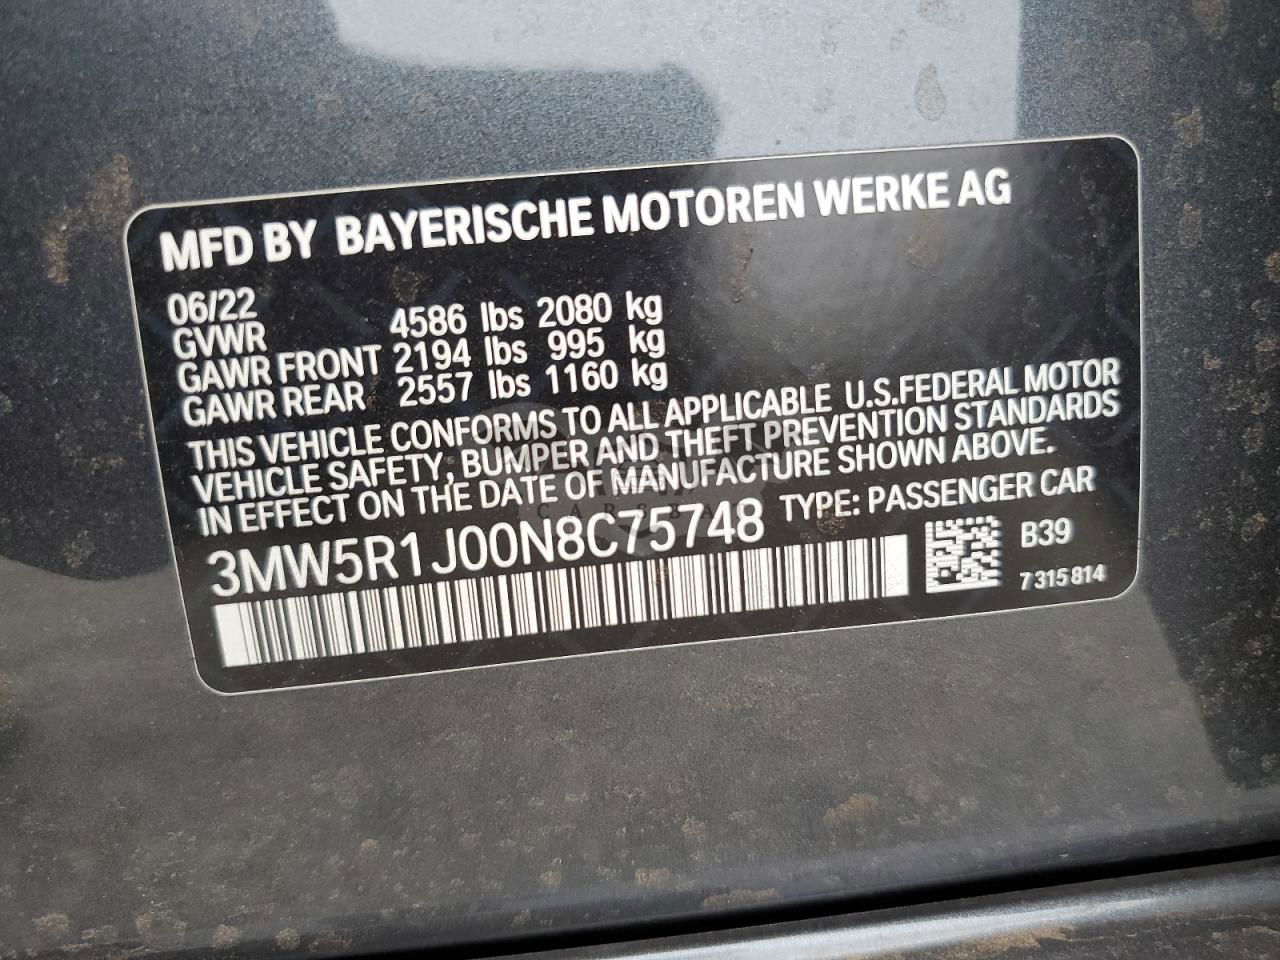 MFD BY BAYERISCHE MOTOREN WERKE AG
06/22
GVWR 4586 lbs 2080 kg
GAWR FRONT 2194 lbs 995 kg
GAWR REAR 2557 lbs 1160 kg
THIS VEHICLE CONFORMS TO ALL APPLICABLE U.S.FEDERAL MOTOR
VEHICLE SAFETY, BUMPER AND THEFT PREVENTION STANDARDS
IN EFFECT ON THE DATE OF MANUFACTURE SHOWN ABOVE.
3MW5R1J00N8C75748 TYPE: PASSENGER CAR
B39
7 315 814